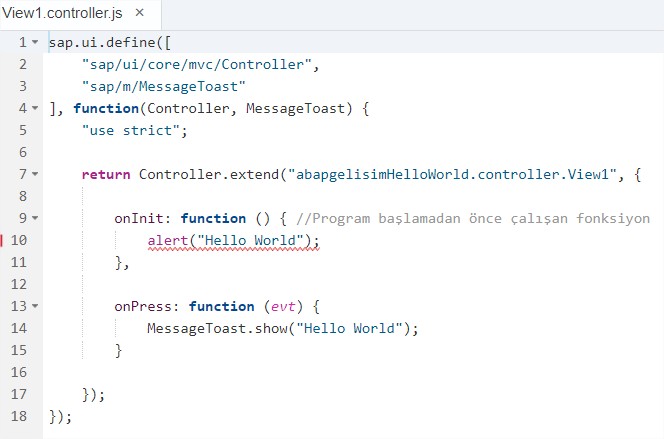 View1.controller.js ×
1 sap.ui.define([
2     "sap/ui/core/mvc/Controller",
3     "sap/m/MessageToast"
4 ], function(Controller, MessageToast) {
5     "use strict";
6
7     return Controller.extend("abapgelisimHelloWorld.controller.View1", {
8
9         onInit: function () { //Program başlamadan önce çalışan fonksiyon
10             alert("Hello World");
11         },
12
13         onPress: function (evt) {
14             MessageToast.show("Hello World");
15         }
16
17     });
18 });